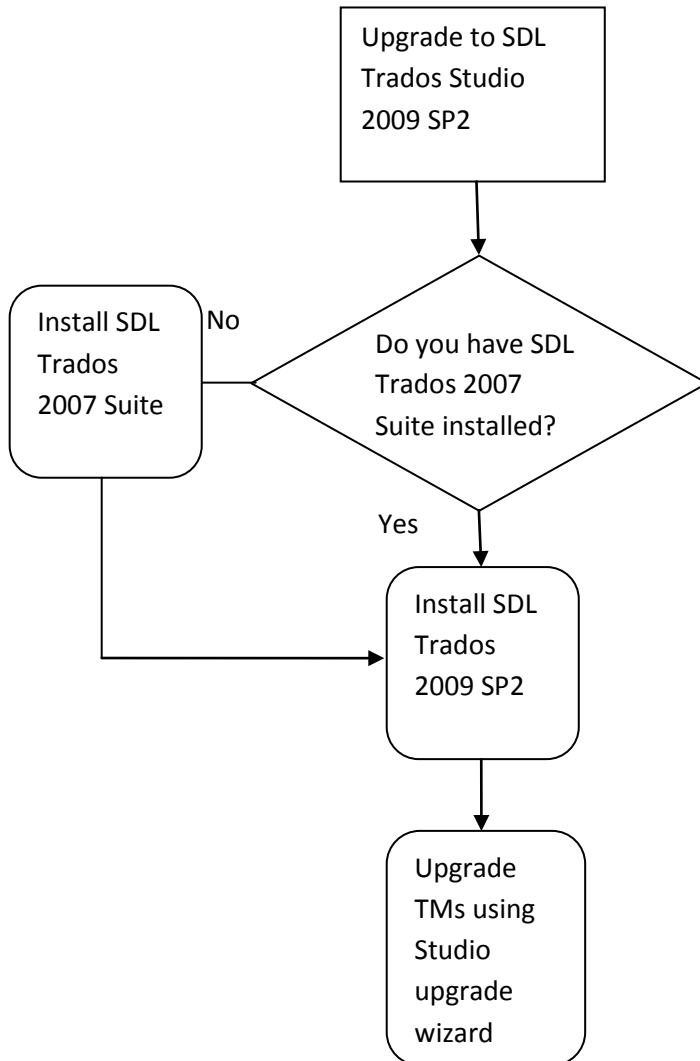 Upgrade to SDL
Trados Studio
2009 SP2
Install SDL
Trados
2007 Suite
No
Do you have SDL
Trados 2007
Suite installed?
Yes
Install SDL
Trados
2009 SP2
Upgrade
TMs using
Studio
upgrade
wizard